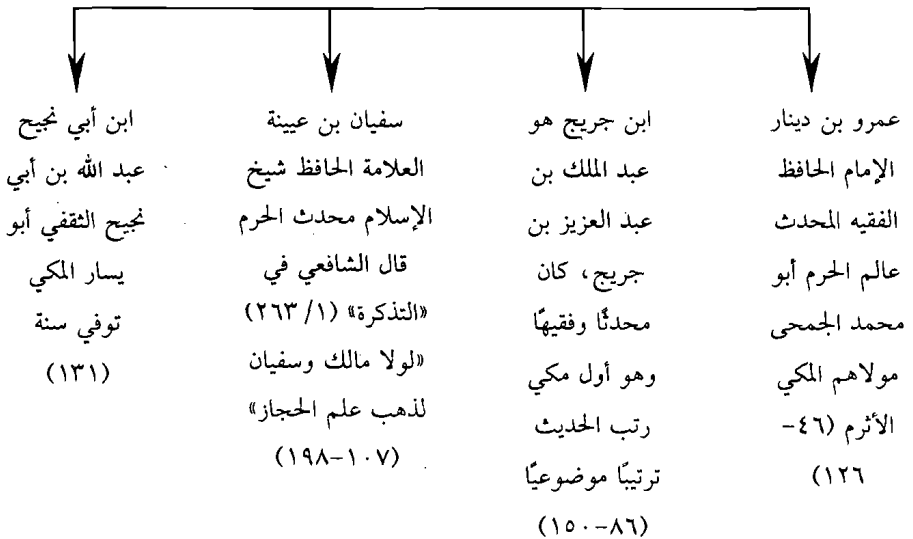 عمرو بن دينار
الإمام الحافظ
الفقيه المحدث
عالم الحرم أبو
محمد الجمحى
مولاهم المكي
الأثرم (٤٦-
١٢٦)
ابن جريج هو
عبد الملك بن
عبد العزيز بن
جريج، كان
محدثًا وفقيهًا
وهو أول مكي
رتب الحديث
ترتيبًا موضوعيًا
(٨٦-١٥٠)
سفيان بن عيينة
العلامة الحافظ شيخ
الإسلام محدث الحرم
قال الشافعي في
«التذكرة» (١/ ٢٦٣)
«لولا مالك وسفيان
لذهب علم الحجاز»
(١٠٧-١٩٨)
ابن أبي نجيح
عبد الله بن أبي
نجيح الثقفي أبو
يسار المكي
توفي سنة
(١٣١)